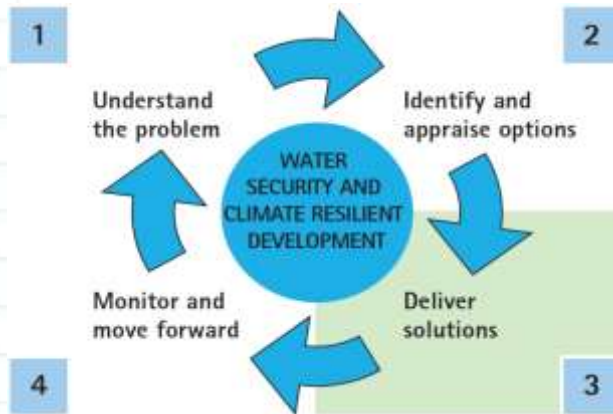 1
2
Understand
the problem
Identify and
appraise options
WATER
SECURITY AND
CLIMATE RESILIENT
DEVELOPMENT
Monitor and
move forward
Deliver
solutions
4
3